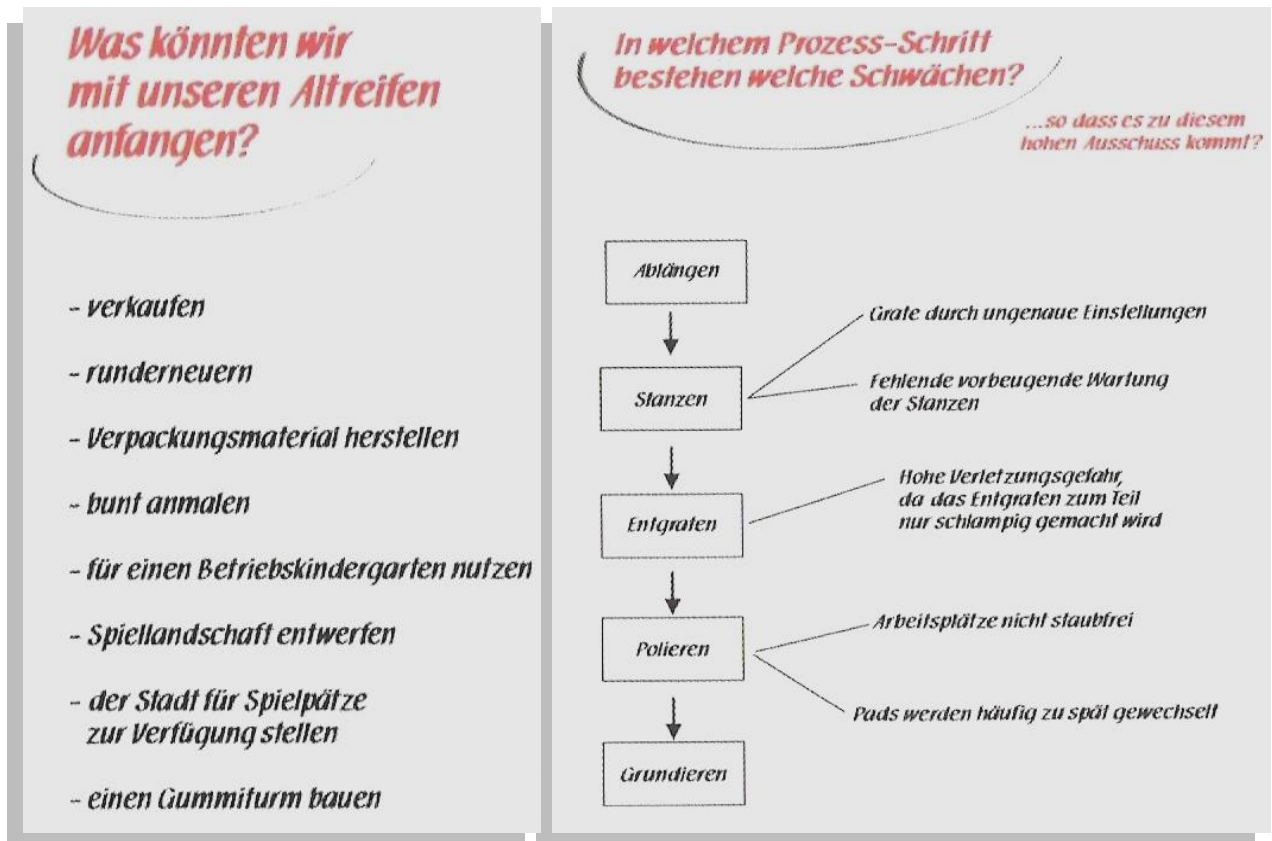 Was könnten wir
mit unseren Altreifen
anfangen?
- verkaufen
- runderneuern
- Verpackungsmaterial herstellen
- bunt anmalen
- für einen Betriebskindergarten nutzen
- Spiellandschaft entwerfen
- der Stadt für Spielpätze
zur Verfügung stellen
- einen Gummiturm bauen
In welchem Prozess-Schritt
bestehen welche Schwächen?
...so dass es zu diesem
hohen Ausschuss kommt?
Ablängen
Grate durch ungenaue Einstellungen
Stanzen
Fehlende vorbeugende Wartung
der Stanzen
Hohe Verletzungsgefahr,
da das Entgraten zum Teil
nur schlampig gemacht wird
Entgraten
Arbeitsplätze nicht staubfrei
Polieren
Pads werden häufig zu spät gewechselt
Grundieren